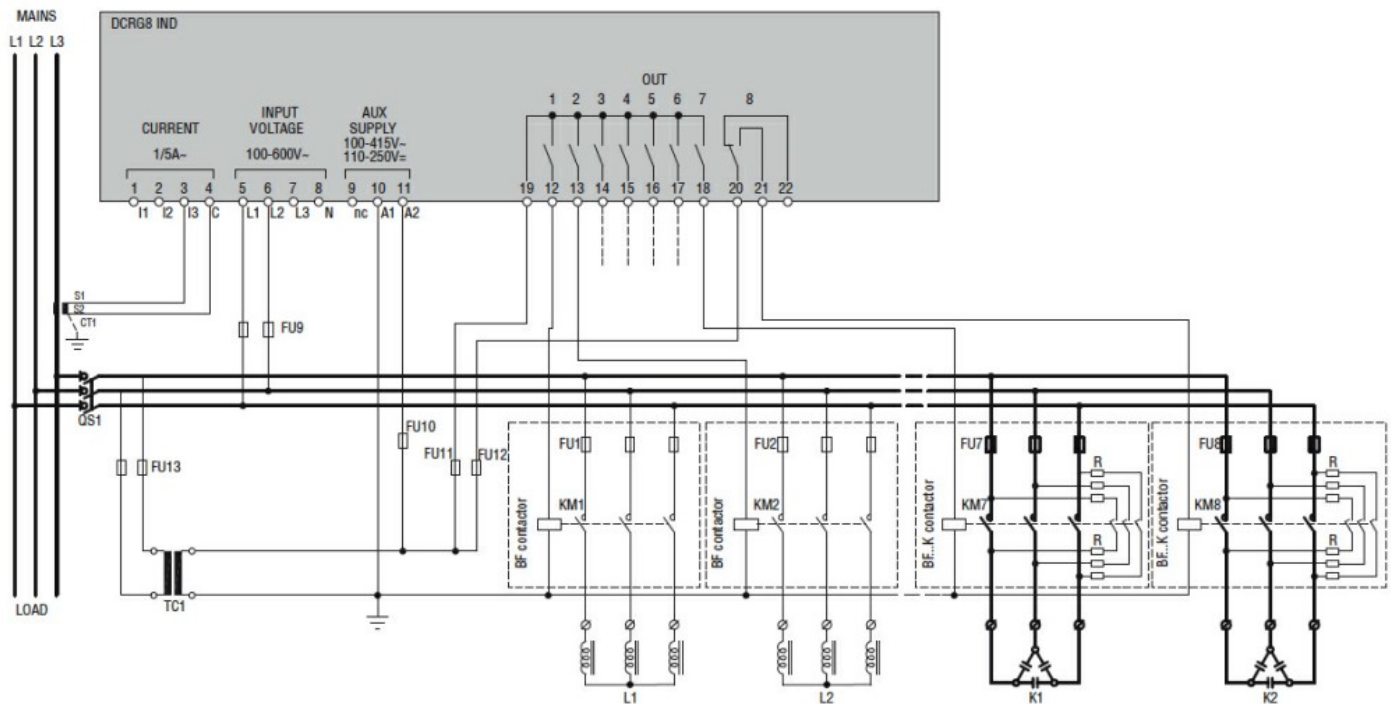 MAINS
L1 L2 L3
DCRG8 IND
OUT
1 2 3 4 5 6 7 8
CURRENT
1/5A~
INPUT
VOLTAGE
100-600V~
AUX
SUPPLY
100-415V~
110-250V=
1 2 3 4 5 6 7 8 9 10 11 19 12 13 14 15 16 17 18 20 21 22
I1 I2 I3 C L1 L2 L3 N nc A1 A2
S1
S2
CT1
FU9
QS1
FU13
FU10
FU11
FU12
TC1
LOAD
BF contactor
FU1
KM1
L1
BF contactor
FU2
KM2
L2
BF...K contactor
FU7
KM7
R
R
K1
BF...K contactor
FU8
KM8
R
R
K2